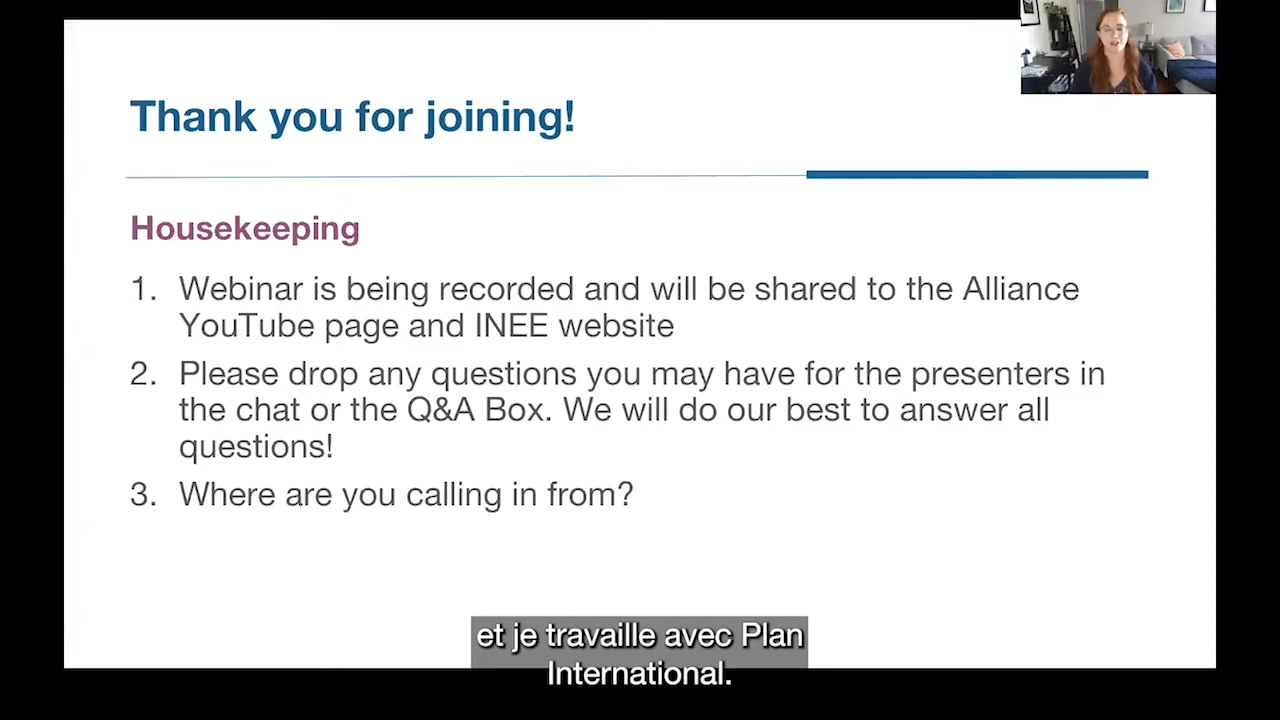 Thank you for joining!
Housekeeping
1. Webinar is being recorded and will be shared to the Alliance
YouTube page and INEE website
2. Please drop any questions you may have for the presenters in
the chat or the Q&A Box. We will do our best to answer all
questions!
3. Where are you calling in from?
et je travaille avec Plan
International.